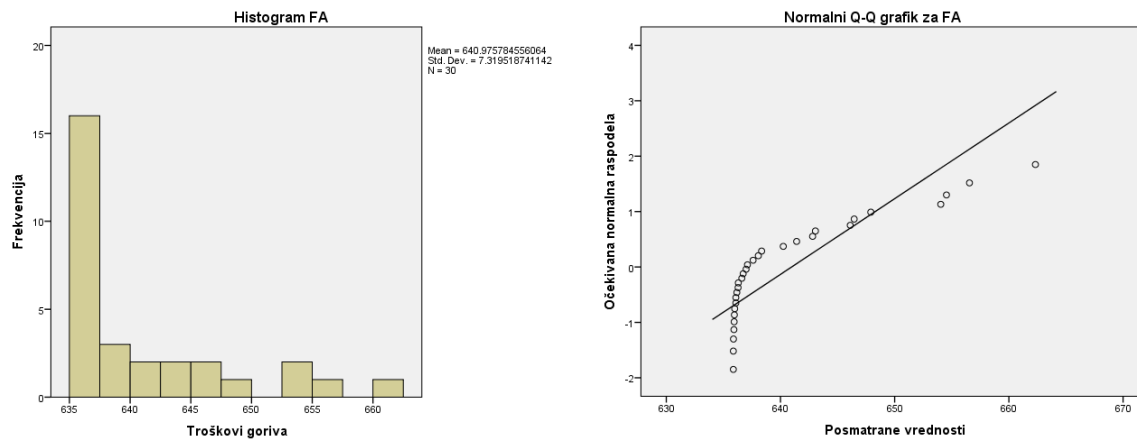 Histogram FA
Mean = 640.975784556064
Std. Dev. = 7.319518741142
N = 30
20
15
10
5
0
Frekvencija
635
640
645
650
655
660
Troškovi goriva
Normalni Q-Q grafik za FA
4
3
2
1
0
-1
-2
Očekivana normalna raspodela
630
640
650
660
670
Posmatrane vrednosti